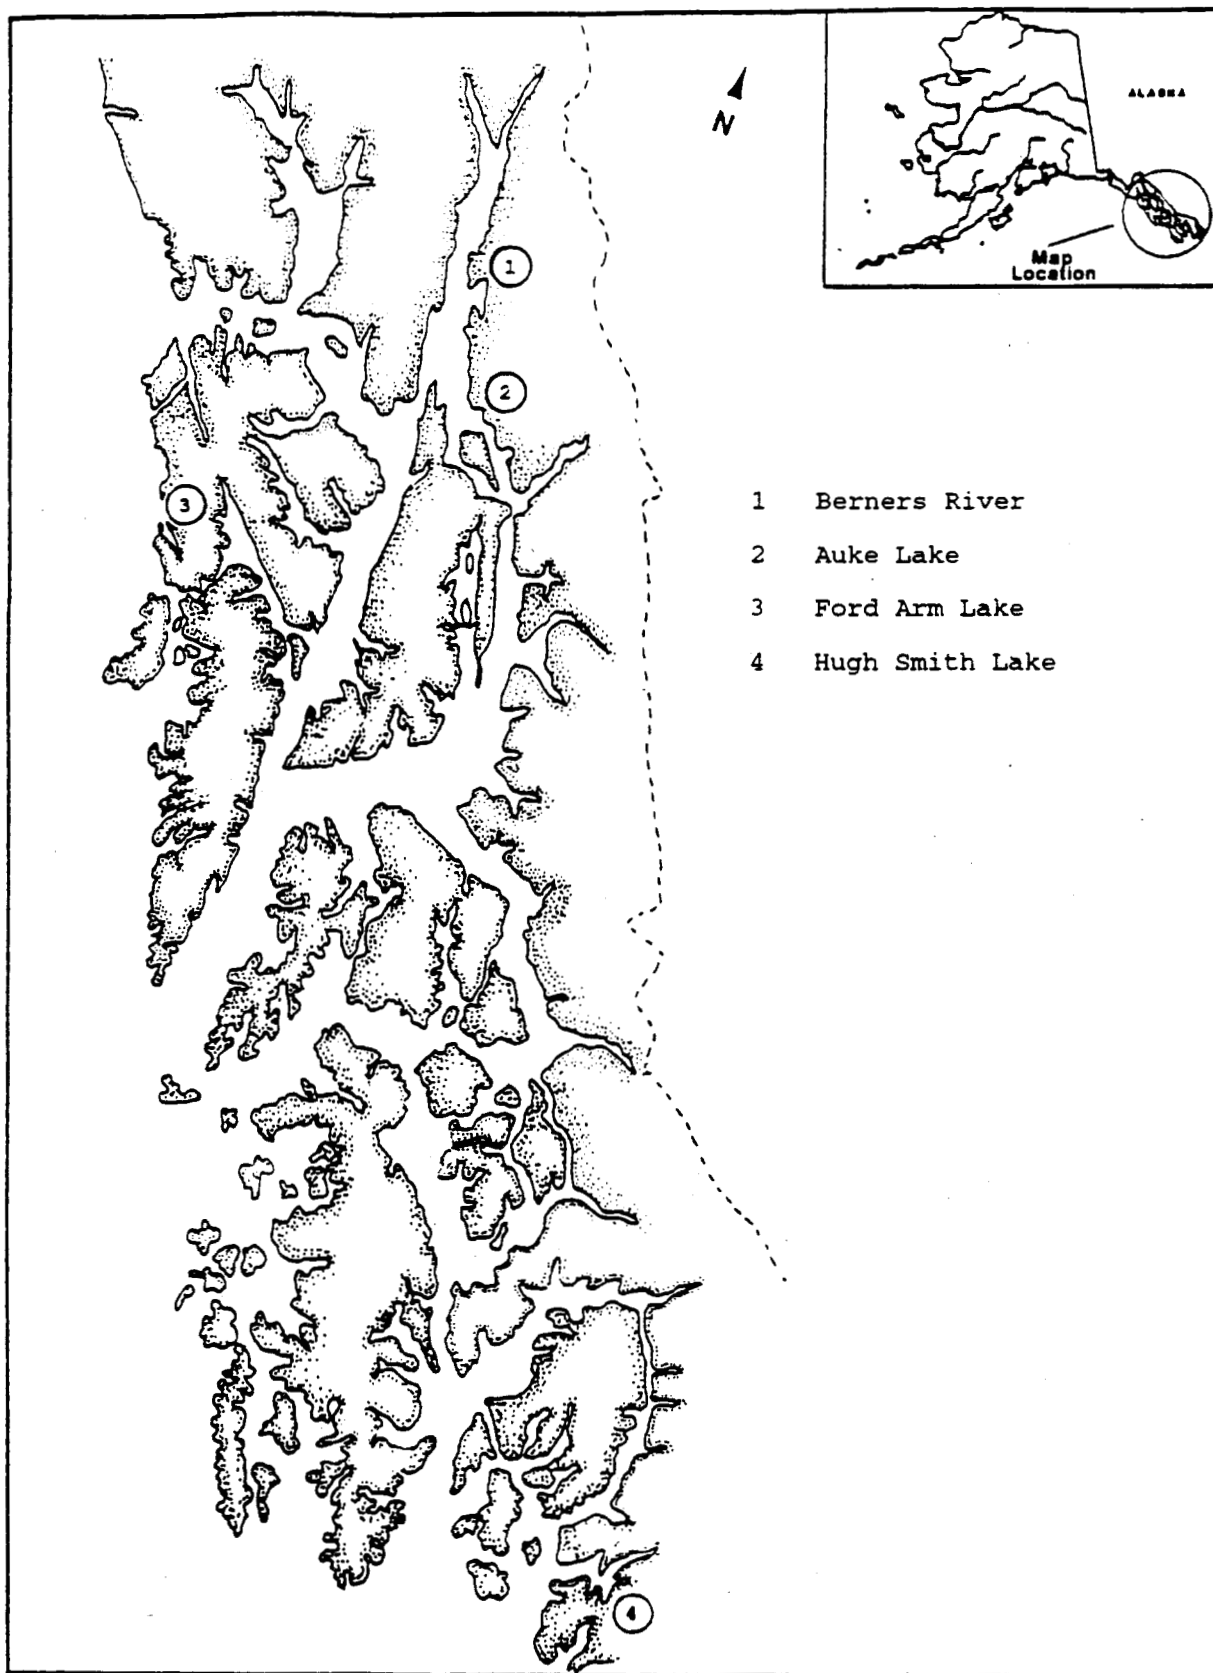 ALASKA
N
Map
Location
1
2
3
4
1 Berners River
2 Auke Lake
3 Ford Arm Lake
4 Hugh Smith Lake